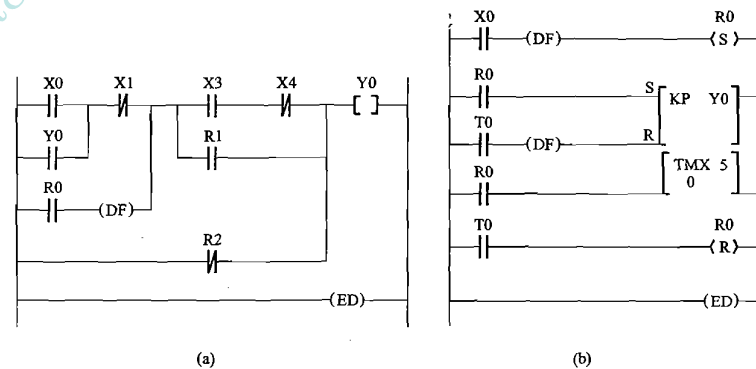 X0 X1 X3 X4 Y0
Y0 R1
R0
(DF)
R2
(ED)
(a)
X0 R0
(DF) (S)
R0
S
KP Y0
T0
(DF) R
R0
TMX 5
0
T0 R0
(R)
(ED)
(b)